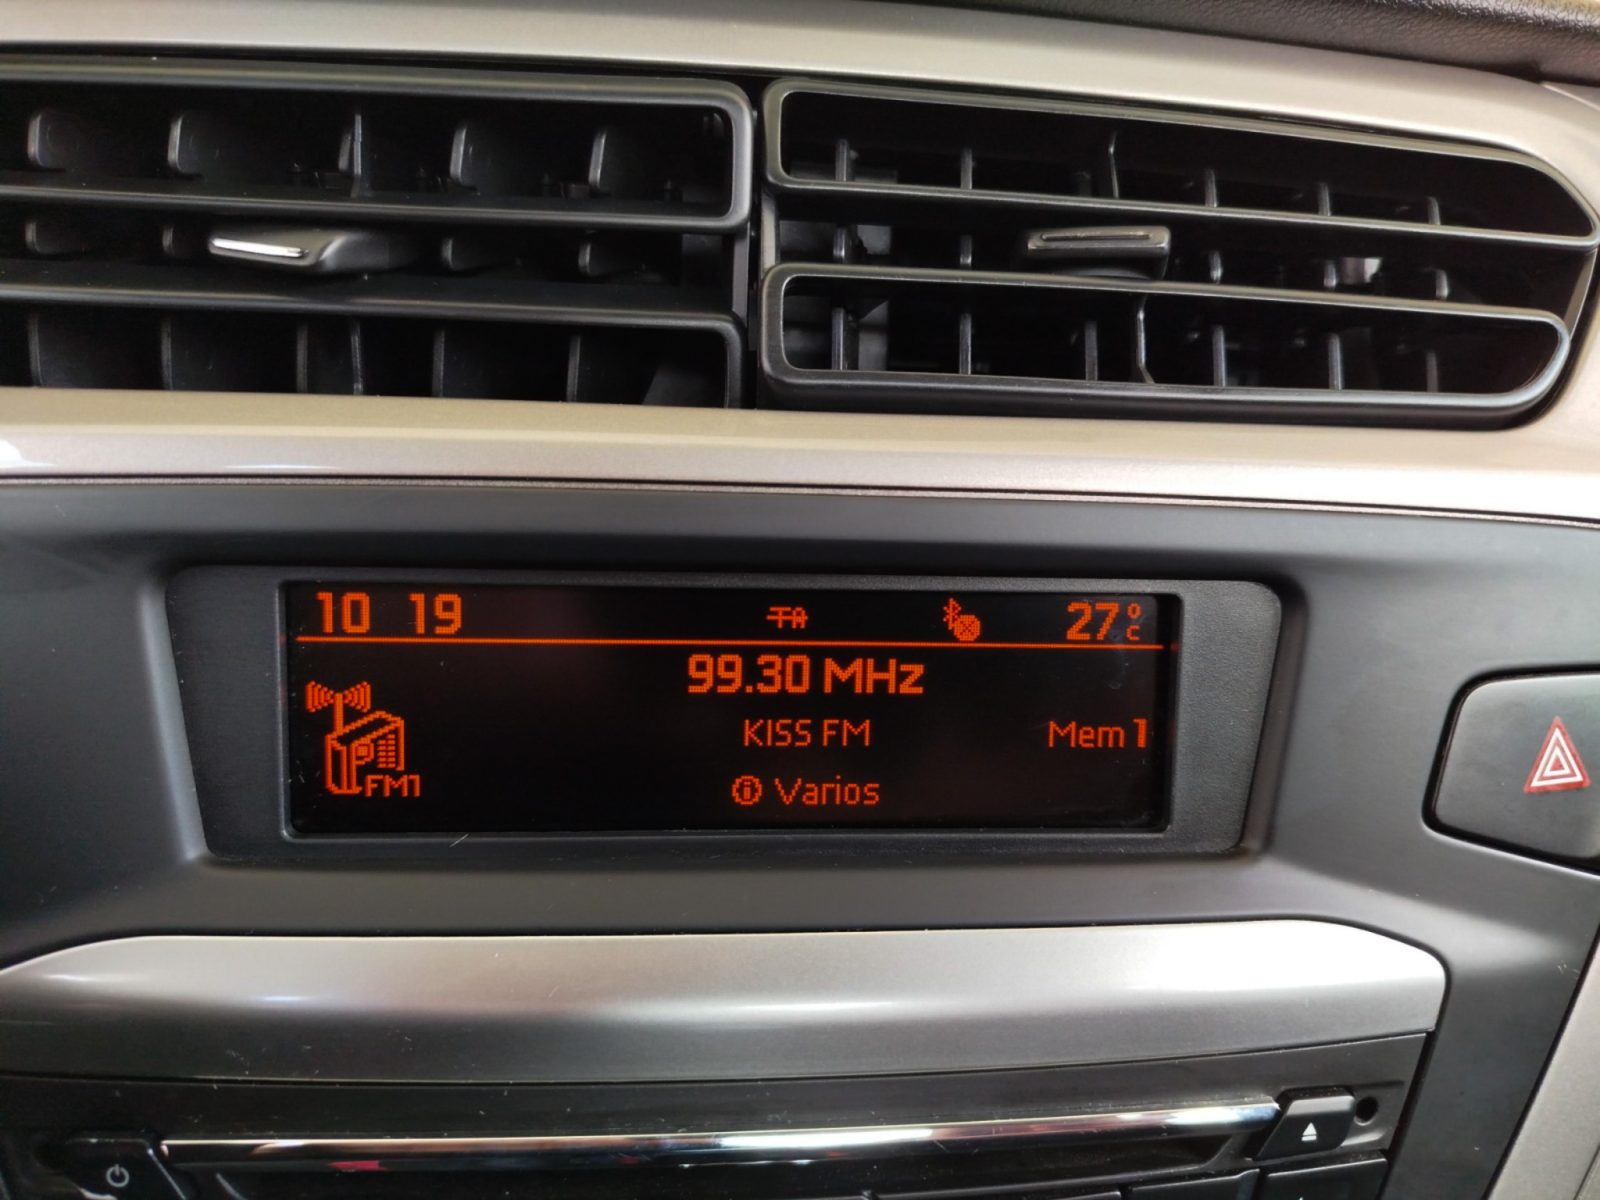 10 19 TA 27°C
99.30 MHz
KISS FM Mem 1
FM1 Varios